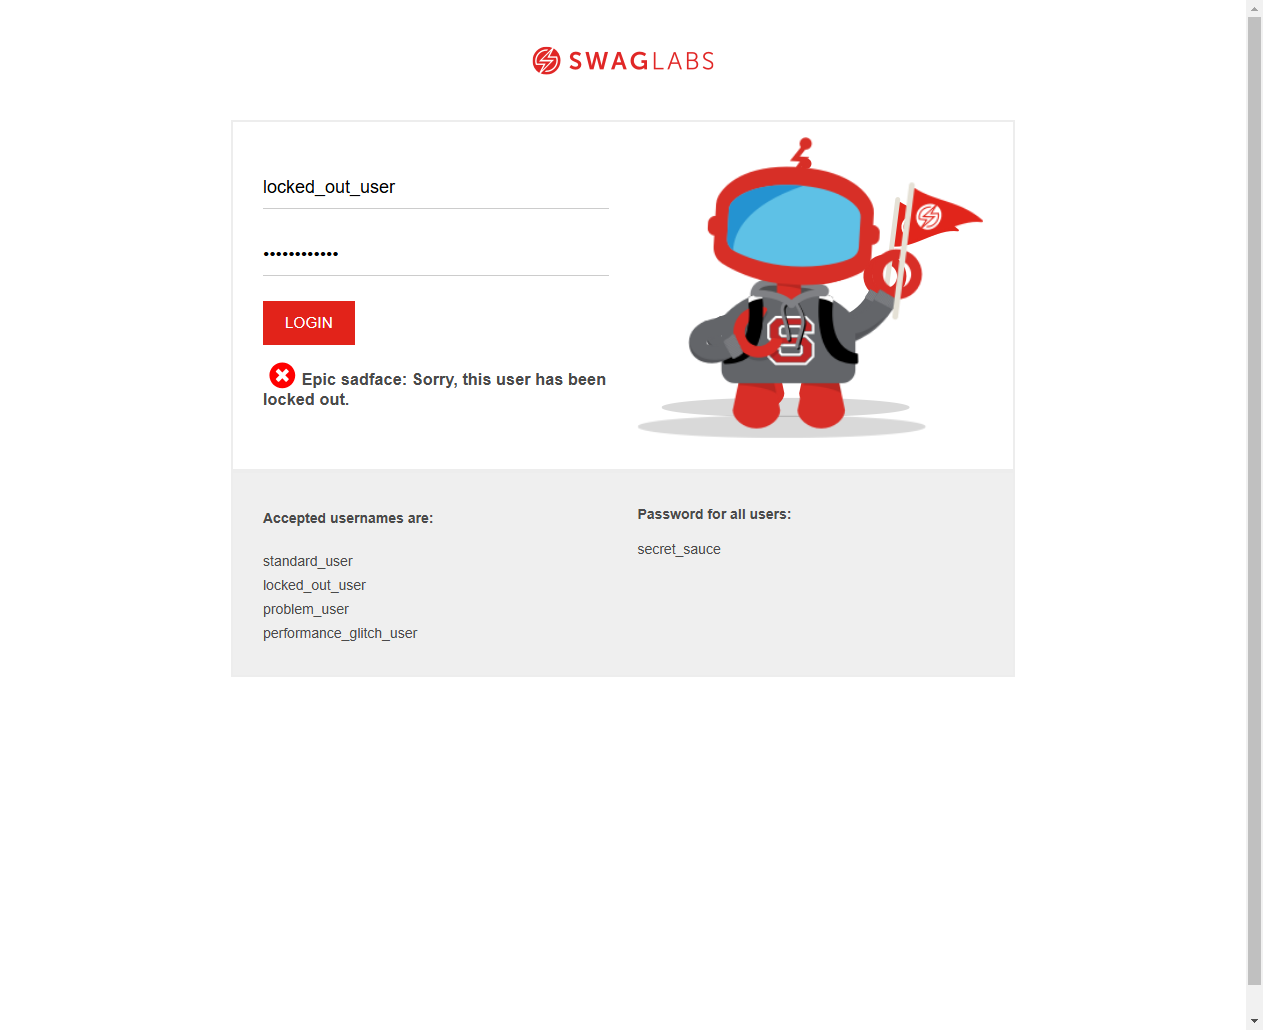 SWAGLABS
locked_out_user
••••••••••••
LOGIN
Epic sadface: Sorry, this user has been
locked out.
S
Accepted usernames are:
standard_user
locked_out_user
problem_user
performance_glitch_user
Password for all users:
secret_sauce